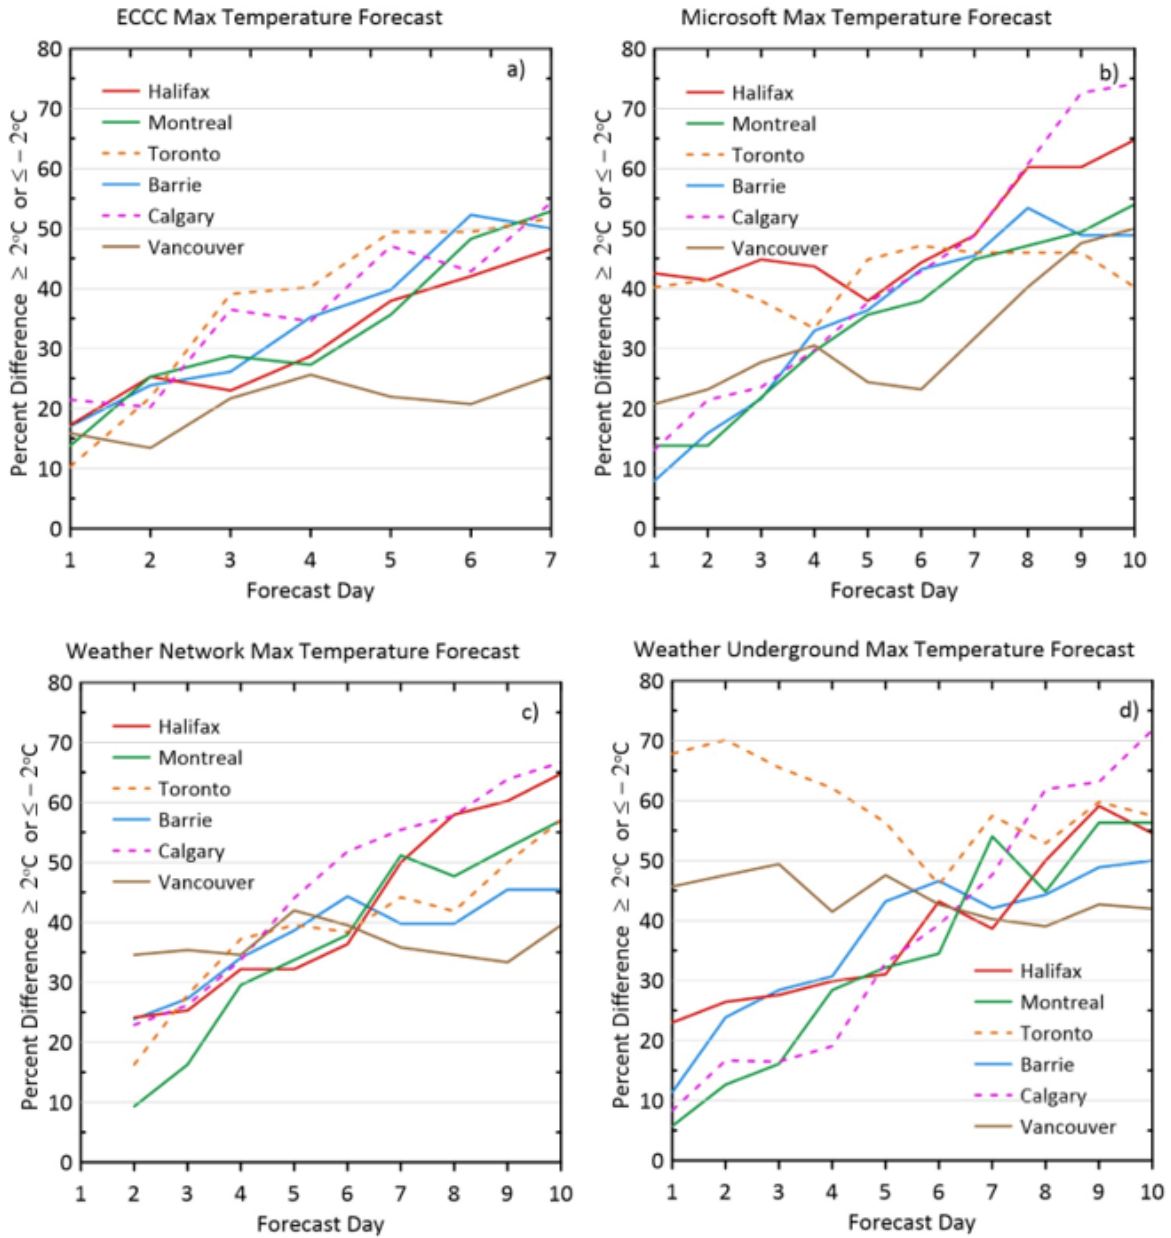 ECCC Max Temperature Forecast
a)
Percent Difference ≥ 2°C or ≤ − 2°C
80
70
60
50
40
30
20
10
0
Halifax
Montreal
Toronto
Barrie
Calgary
Vancouver
1 2 3 4 5 6 7
Forecast Day
Microsoft Max Temperature Forecast
b)
Percent Difference ≥ 2°C or ≤ − 2°C
80
70
60
50
40
30
20
10
0
Halifax
Montreal
Toronto
Barrie
Calgary
Vancouver
1 2 3 4 5 6 7 8 9 10
Forecast Day
Weather Network Max Temperature Forecast
c)
Percent Difference ≥ 2°C or ≤ − 2°C
80
70
60
50
40
30
20
10
0
Halifax
Montreal
Toronto
Barrie
Calgary
Vancouver
1 2 3 4 5 6 7 8 9 10
Forecast Day
Weather Underground Max Temperature Forecast
d)
Percent Difference ≥ 2°C or ≤ − 2°C
80
70
60
50
40
30
20
10
0
Halifax
Montreal
Toronto
Barrie
Calgary
Vancouver
1 2 3 4 5 6 7 8 9 10
Forecast Day